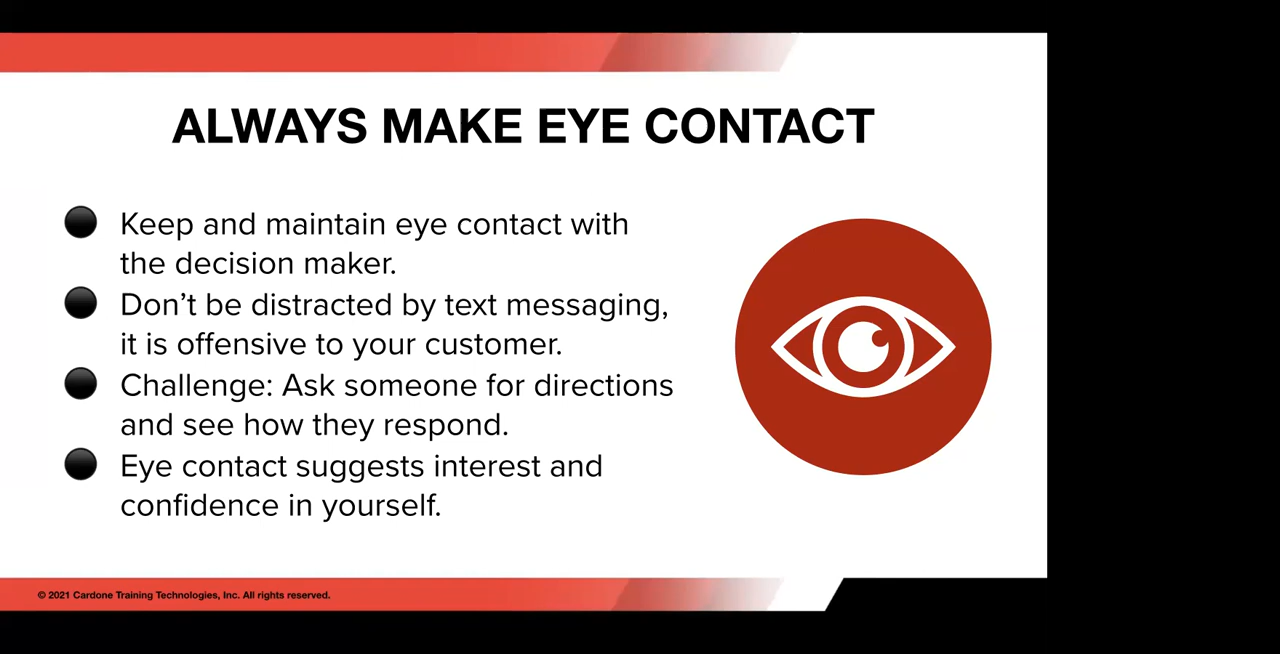 ALWAYS MAKE EYE CONTACT
Keep and maintain eye contact with
the decision maker.
Don’t be distracted by text messaging,
it is offensive to your customer.
Challenge: Ask someone for directions
and see how they respond.
Eye contact suggests interest and
confidence in yourself.
© 2021 Cardone Training Technologies, Inc. All rights reserved.